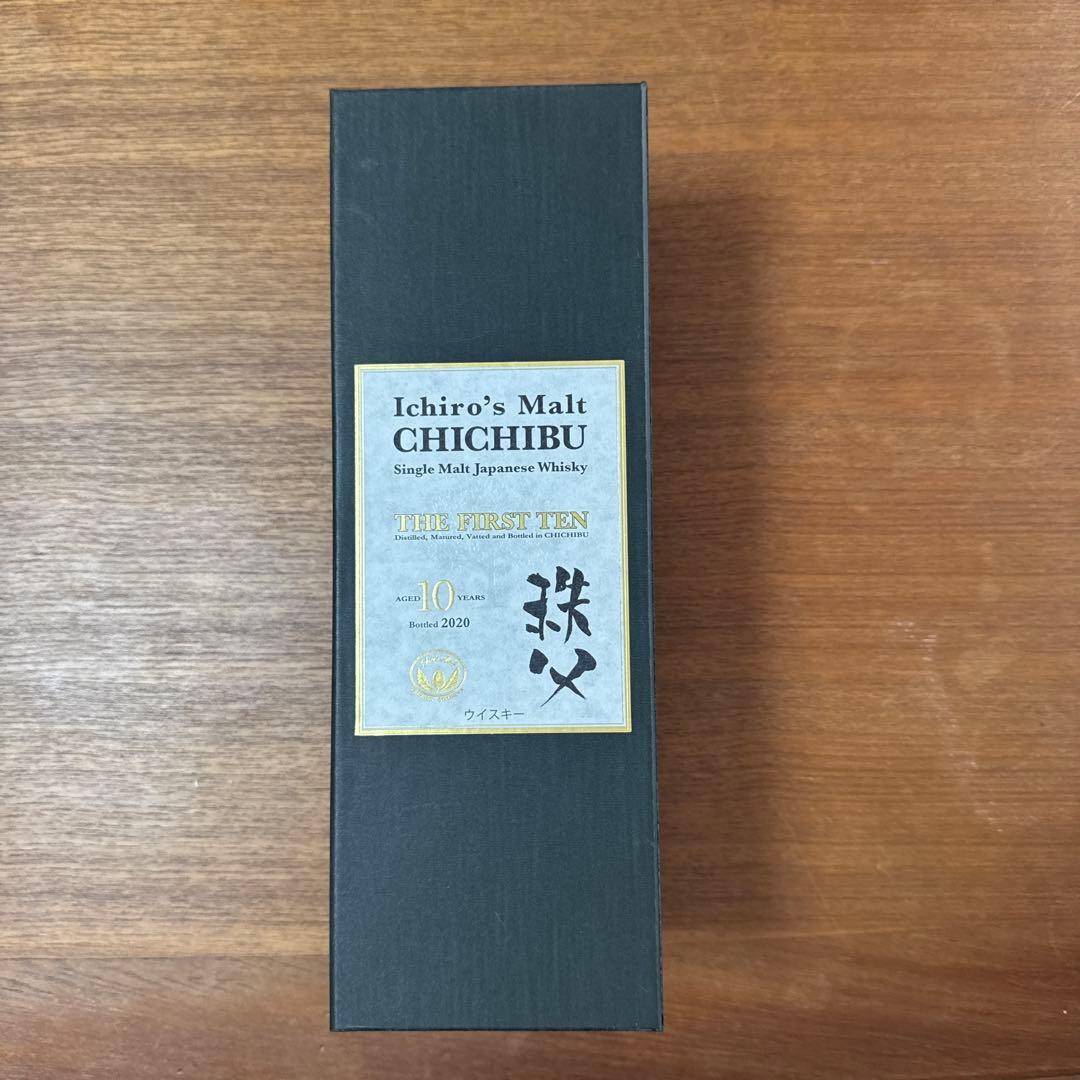 Ichiro's Malt
CHICHIBU
Single Malt Japanese Whisky
THE FIRST TEN
Distilled, Matured, Vatted and Bottled in CHICHIBU
AGED 10 YEARS
Bottled 2020
秩父
ウイスキー